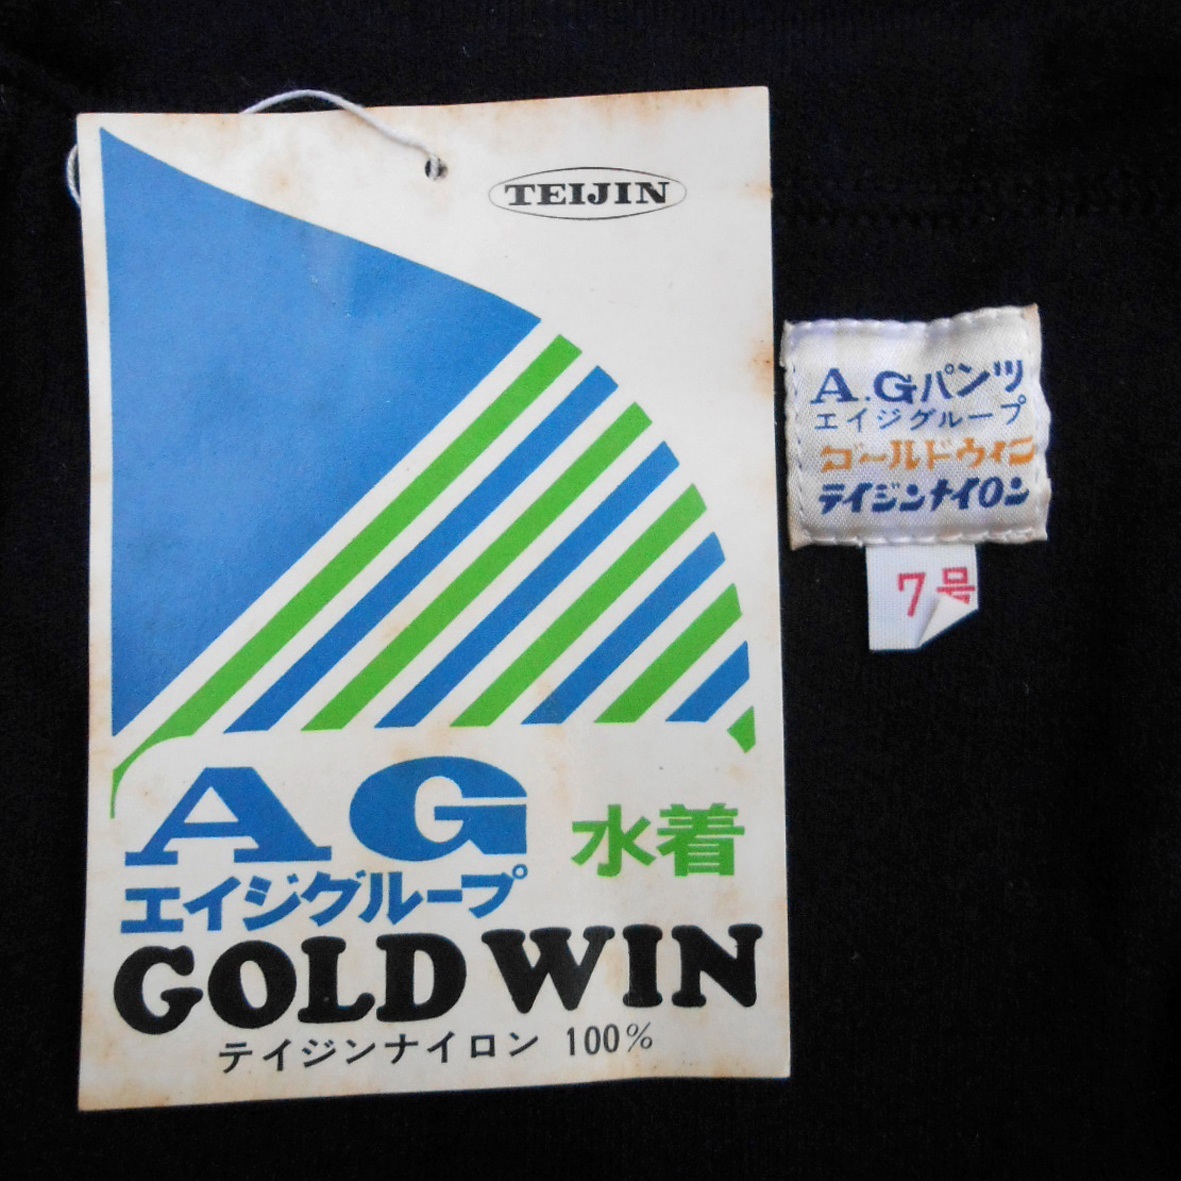 TEIJIN
AG 水着
エイジグループ
GOLD WIN
テイジンナイロン 100%
A.Gパンツ
エイジグループ
ゴールドウィン
テイジンナイロン
7号